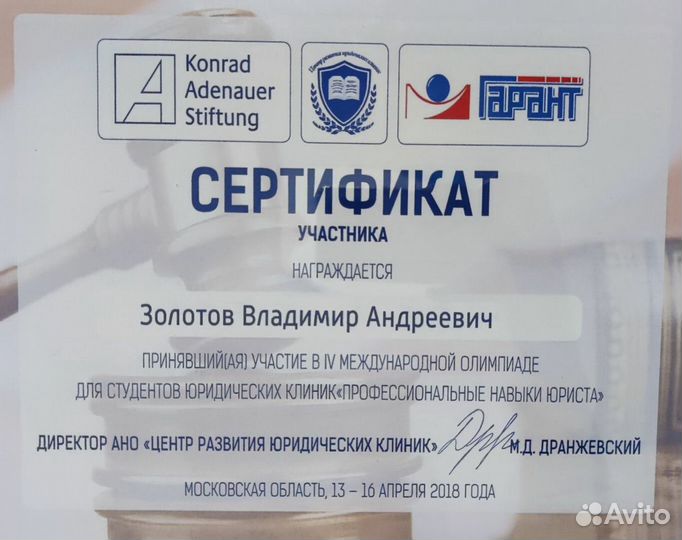 Konrad
Adenauer
Stiftung
ГАРАНТ
СЕРТИФИКАТ
УЧАСТНИКА
НАГРАЖДАЕТСЯ
Золотов Владимир Андреевич
ПРИНЯВШИЙ(АЯ) УЧАСТИЕ В IV МЕЖДУНАРОДНОЙ ОЛИМПИАДЕ
ДЛЯ СТУДЕНТОВ ЮРИДИЧЕСКИХ КЛИНИК«ПРОФЕССИОНАЛЬНЫЕ НАВЫКИ ЮРИСТА»
ДИРЕКТОР АНО «ЦЕНТР РАЗВИТИЯ ЮРИДИЧЕСКИХ КЛИНИК» М.Д. ДРАНЖЕВСКИЙ
МОСКОВСКАЯ ОБЛАСТЬ, 13 – 16 АПРЕЛЯ 2018 ГОДА
Avito